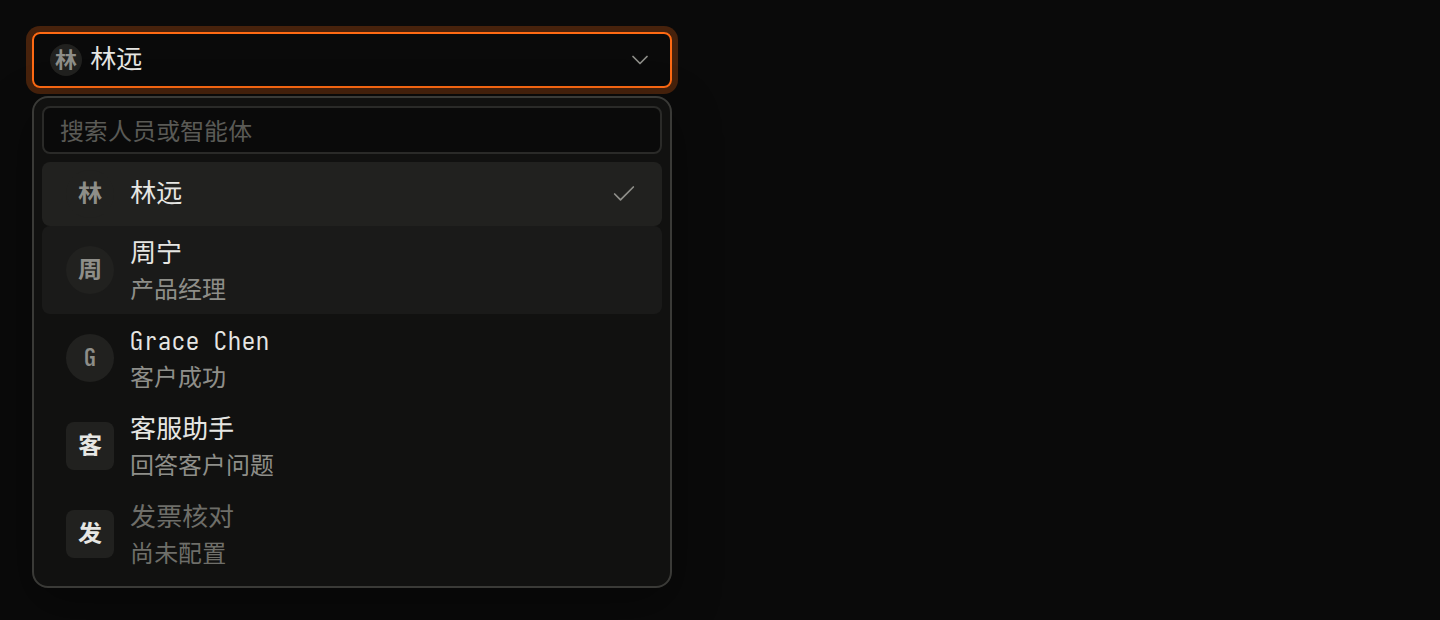 林 林远
搜索人员或智能体
林 林远
周 周宁
产品经理
G Grace Chen
客户成功
客 客服助手
回答客户问题
发 发票核对
尚未配置